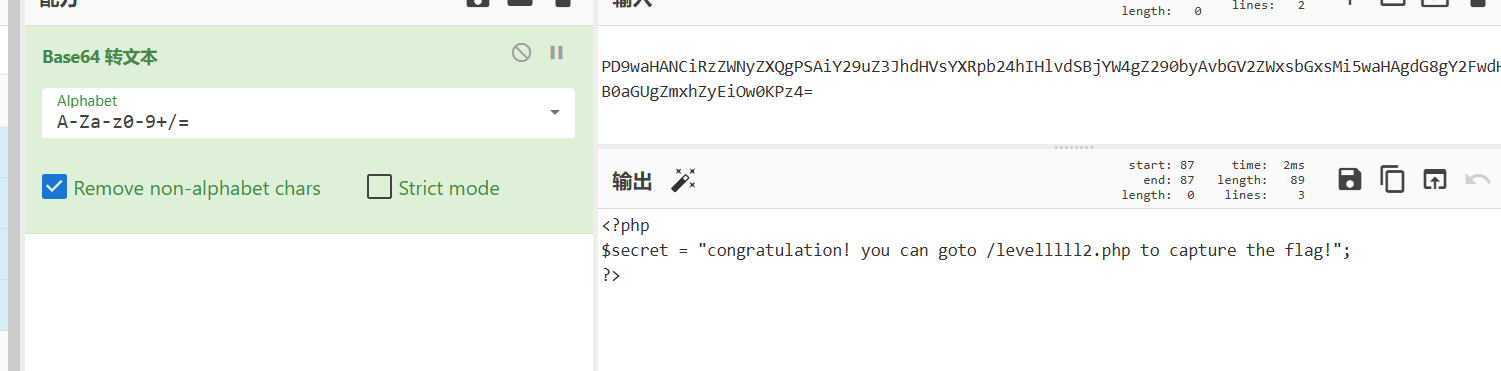 配方
输入
length: 0
lines: 2
Base64 转文本
Alphabet
A-Za-z0-9+/=
Remove non-alphabet chars
Strict mode
PD9waHANCiRzZWNyZXQgPSAiY29uZ3JhdHVsYXRpb24hIHlvdSBjYW4gZ290byAvbGV2ZWxsbGxsMi5waHAgdG8gY2FwdH
B0aGUgZmxhZyEiOw0KPz4=
输出
start: 87 time: 2ms
end: 87 length: 89
length: 0 lines: 3
<?php
$secret = "congratulation! you can goto /levelllll2.php to capture the flag!";
?>